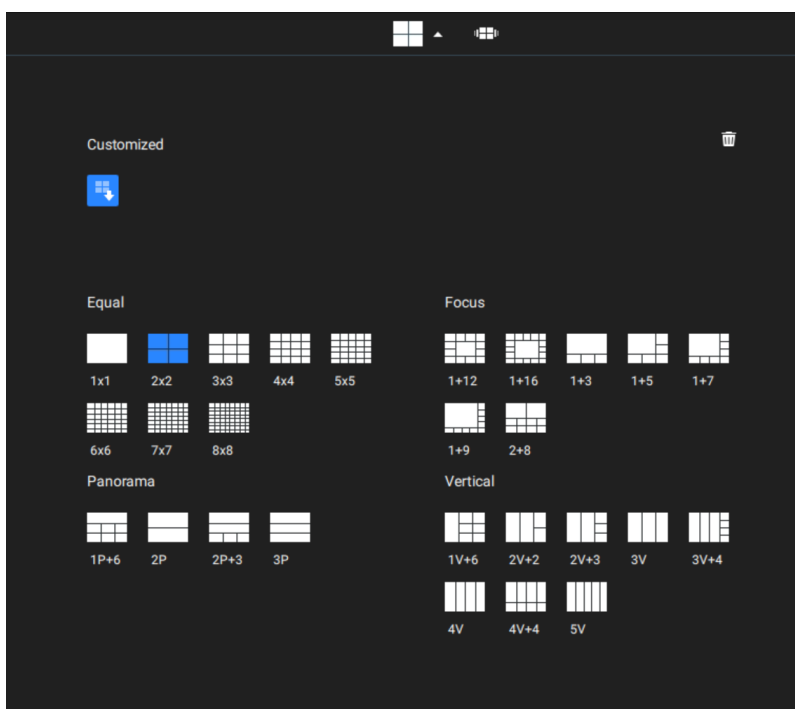 Customized
Equal
1x1 2x2 3x3 4x4 5x5
6x6 7x7 8x8
Focus
1+12 1+16 1+3 1+5 1+7
1+9 2+8
Panorama
1P+6 2P 2P+3 3P
Vertical
1V+6 2V+2 2V+3 3V 3V+4
4V 4V+4 5V